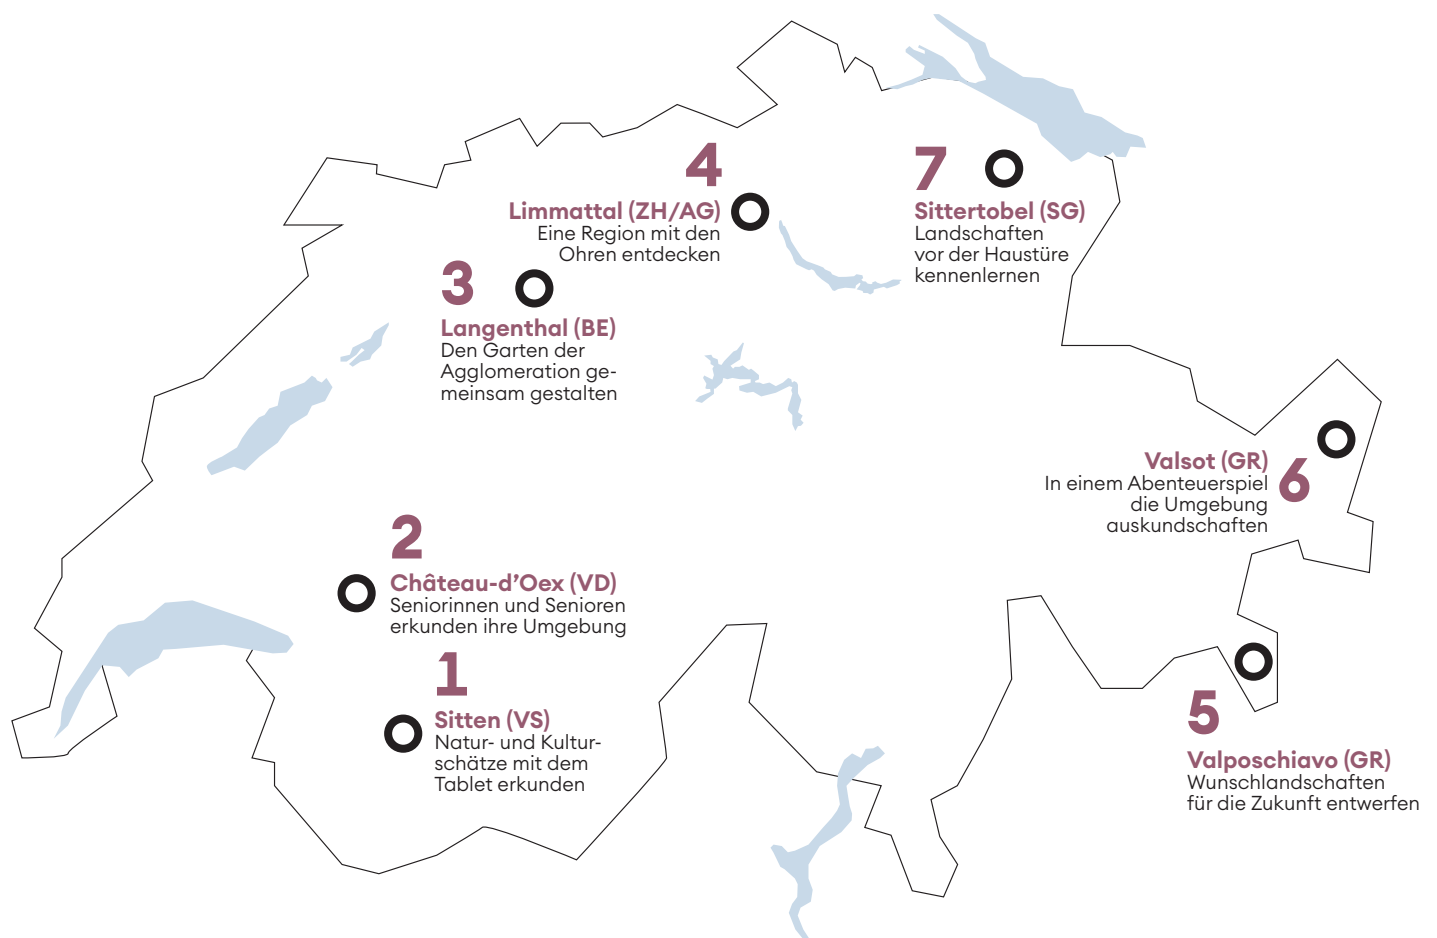 4
Limmattal (ZH/AG)
Eine Region mit den
Ohren entdecken
7
Sittertobel (SG)
Landschaften
vor der Haustüre
kennenlernen
3
Langenthal (BE)
Den Garten der
Agglomeration ge-
meinsam gestalten
Valsot (GR)
6
In einem Abenteuerspiel
die Umgebung
auskundschaften
2
Château-d’Oex (VD)
Seniorinnen und Senioren
erkunden ihre Umgebung
1
Sitten (VS)
Natur- und Kultur-
schätze mit dem
Tablet erkunden
5
Valposchiavo (GR)
Wunschlandschaften
für die Zukunft entwerfen